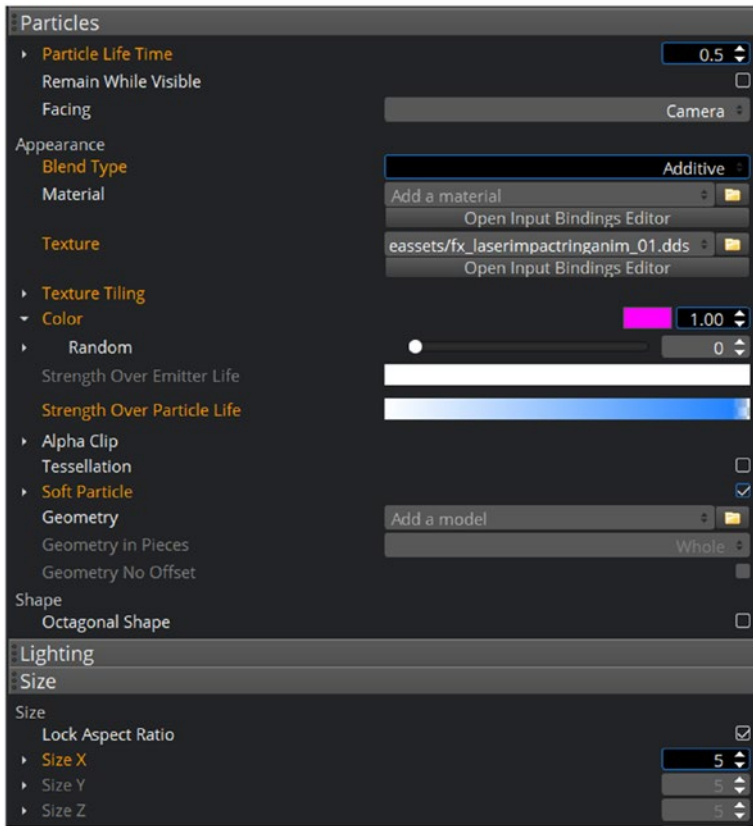 Particles
Particle Life Time 0.5
Remain While Visible
Facing Camera
Appearance
Blend Type Additive
Material Add a material
Open Input Bindings Editor
Texture eassets/fx_laserimpactringanim_01.dds
Open Input Bindings Editor
Texture Tiling
Color 1.00
Random 0
Strength Over Emitter Life
Strength Over Particle Life
Alpha Clip
Tessellation
Soft Particle
Geometry Add a model
Geometry in Pieces Whole
Geometry No Offset
Shape
Octagonal Shape
Lighting
Size
Size
Lock Aspect Ratio
Size X 5
Size Y 5
Size Z 5